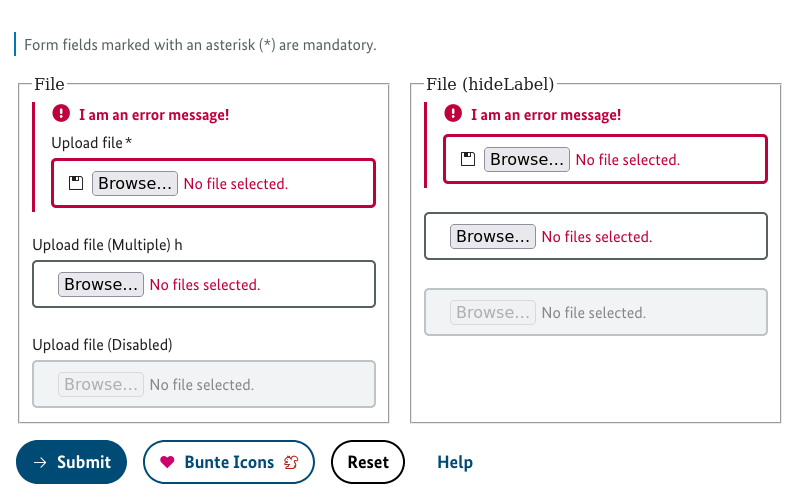 Form fields marked with an asterisk (*) are mandatory.
File
I am an error message!
Upload file*
Browse... No file selected.
Upload file (Multiple) h
Browse... No files selected.
Upload file (Disabled)
Browse... No file selected.
File (hideLabel)
I am an error message!
Browse... No file selected.
Browse... No files selected.
Browse... No file selected.
→ Submit
Bunte Icons
Reset
Help